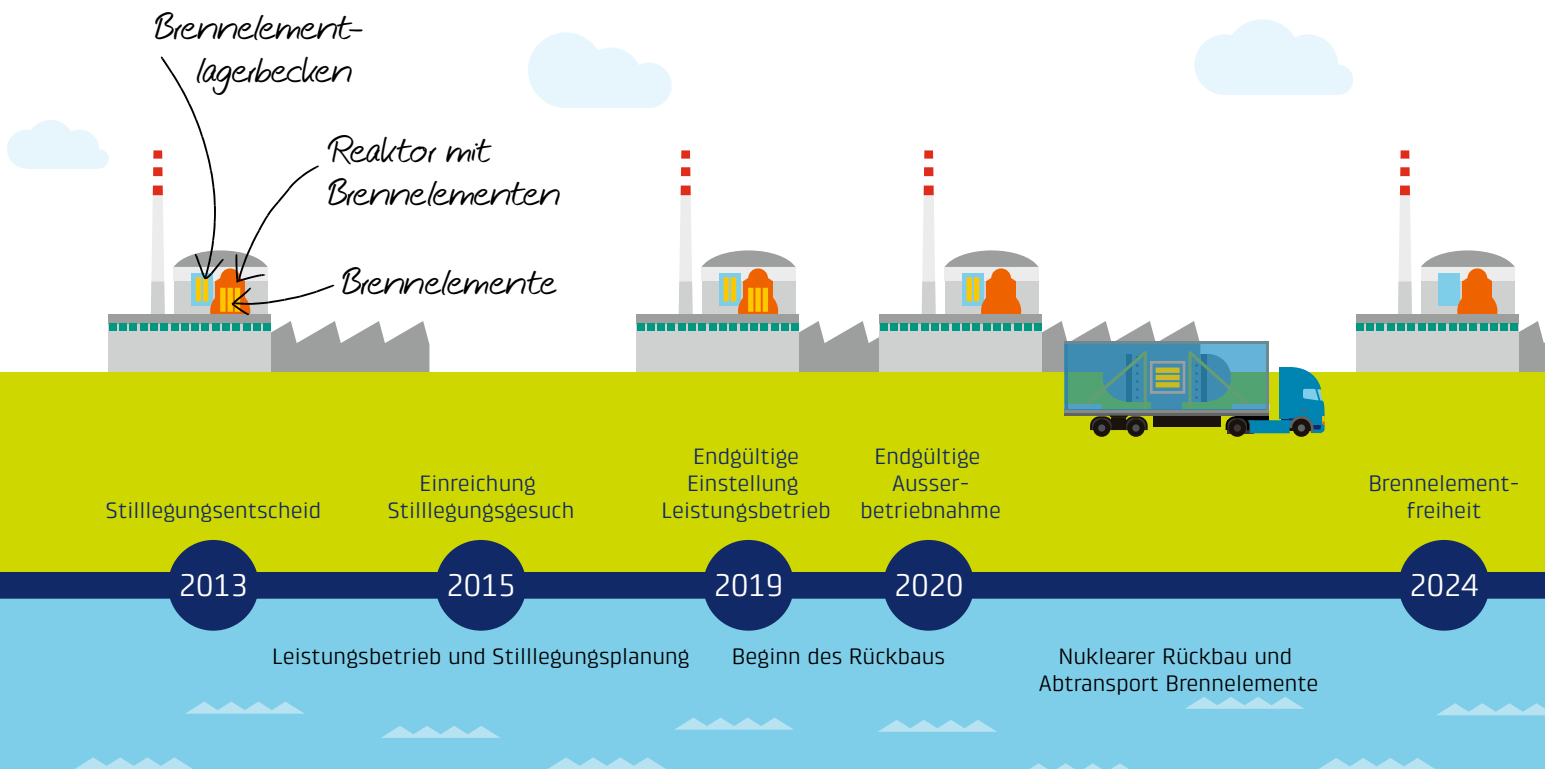 Brennelement-
lagerbecken
Reaktor mit
Brennelementen
Brennelemente
Stilllegungsentscheid
Einreichung
Stilllegungsgesuch
Endgültige
Einstellung
Leistungsbetrieb
Endgültige
Ausser-
betriebnahme
Brennelement-
freiheit
2013
2015
2019
2020
2024
Leistungsbetrieb und Stilllegungsplanung
Beginn des Rückbaus
Nuklearer Rückbau und
Abtransport Brennelemente